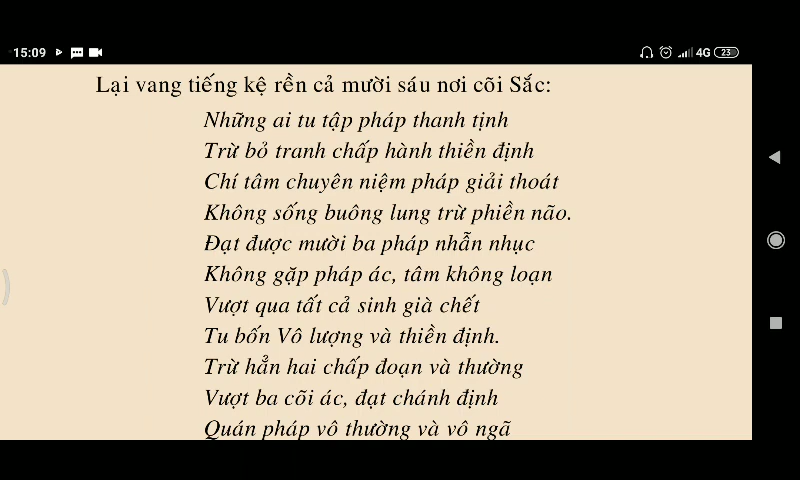 15:09
4G 23
Lại vang tiếng kệ rền cả mười sáu nơi cõi Sắc:
Những ai tu tập pháp thanh tịnh
Trừ bỏ tranh chấp hành thiền định
Chí tâm chuyên niệm pháp giải thoát
Không sống buông lung trừ phiền não.
Đạt được mười ba pháp nhẫn nhục
Không gặp pháp ác, tâm không loạn
Vượt qua tất cả sinh già chết
Tu bốn Vô lượng và thiền định.
Trừ hẳn hai chấp đoạn và thường
Vượt ba cõi ác, đạt chánh định
Quán pháp vô thường và vô ngã